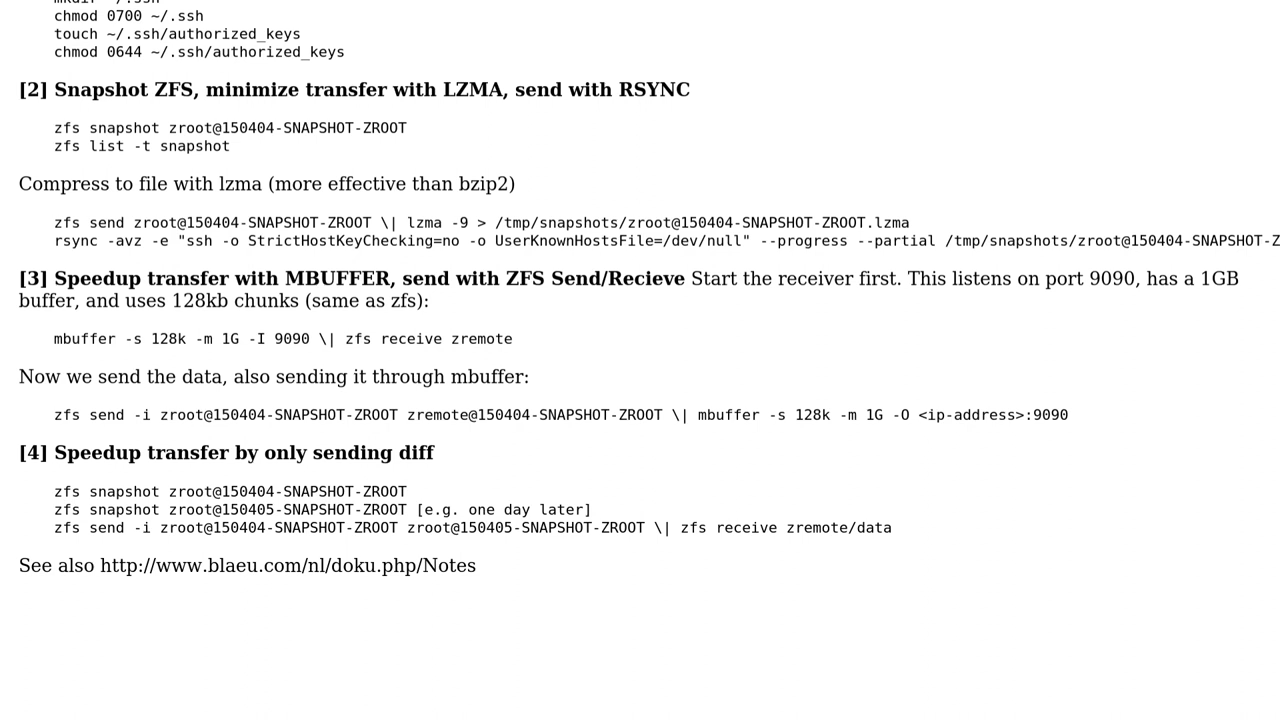 mkdir ~/.ssh
chmod 0700 ~/.ssh
touch ~/.ssh/authorized_keys
chmod 0644 ~/.ssh/authorized_keys
[2] Snapshot ZFS, minimize transfer with LZMA, send with RSYNC
zfs snapshot zroot@150404-SNAPSHOT-ZROOT
zfs list -t snapshot
Compress to file with lzma (more effective than bzip2)
zfs send zroot@150404-SNAPSHOT-ZROOT \| lzma -9 > /tmp/snapshots/zroot@150404-SNAPSHOT-ZROOT.lzma
rsync -avz -e "ssh -o StrictHostKeyChecking=no -o UserKnownHostsFile=/dev/null" --progress --partial /tmp/snapshots/zroot@150404-SNAPSHOT-Z
[3] Speedup transfer with MBUFFER, send with ZFS Send/Recieve Start the receiver first. This listens on port 9090, has a 1GB
buffer, and uses 128kb chunks (same as zfs):
mbuffer -s 128k -m 1G -I 9090 \| zfs receive zremote
Now we send the data, also sending it through mbuffer:
zfs send -i zroot@150404-SNAPSHOT-ZROOT zremote@150404-SNAPSHOT-ZROOT \| mbuffer -s 128k -m 1G -O <ip-address>:9090
[4] Speedup transfer by only sending diff
zfs snapshot zroot@150404-SNAPSHOT-ZROOT
zfs snapshot zroot@150405-SNAPSHOT-ZROOT [e.g. one day later]
zfs send -i zroot@150404-SNAPSHOT-ZROOT zroot@150405-SNAPSHOT-ZROOT \| zfs receive zremote/data
See also http://www.blaeu.com/nl/doku.php/Notes